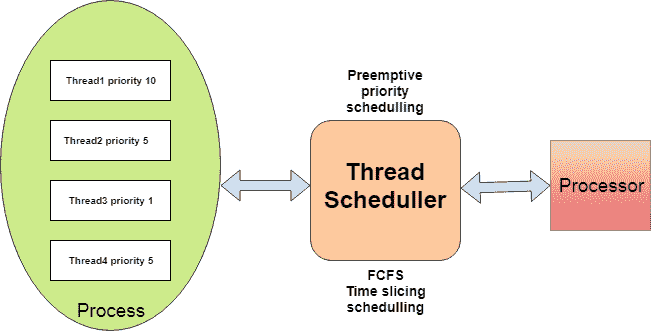 Thread1 priority 10
Thread2 priority 5
Thread3 priority 1
Thread4 priority 5
Process
Preemptive
priority
schedulling
Thread
Scheduller
FCFS
Time slicing
schedulling
Processor